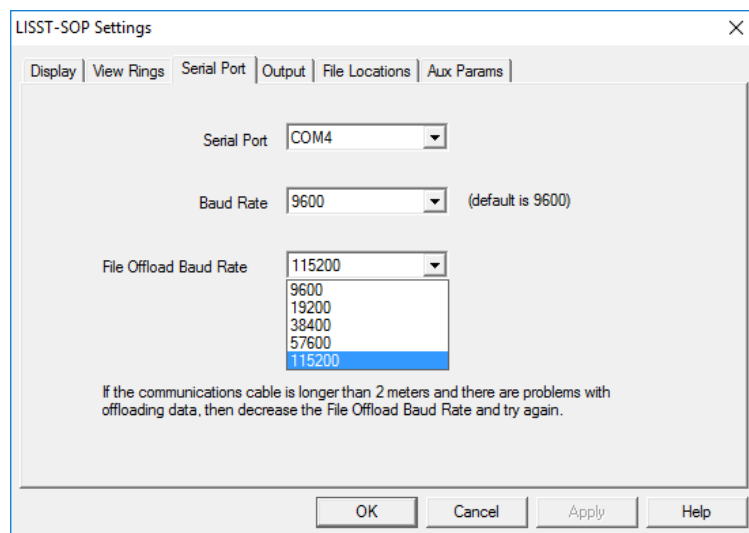 LISST-SOP Settings
Display View Rings Serial Port Output File Locations Aux Params
Serial Port COM4
Baud Rate 9600 (default is 9600)
File Offload Baud Rate 115200
9600
19200
38400
57600
115200
If the communications cable is longer than 2 meters and there are problems with
offloading data, then decrease the File Offload Baud Rate and try again.
OK Cancel Apply Help